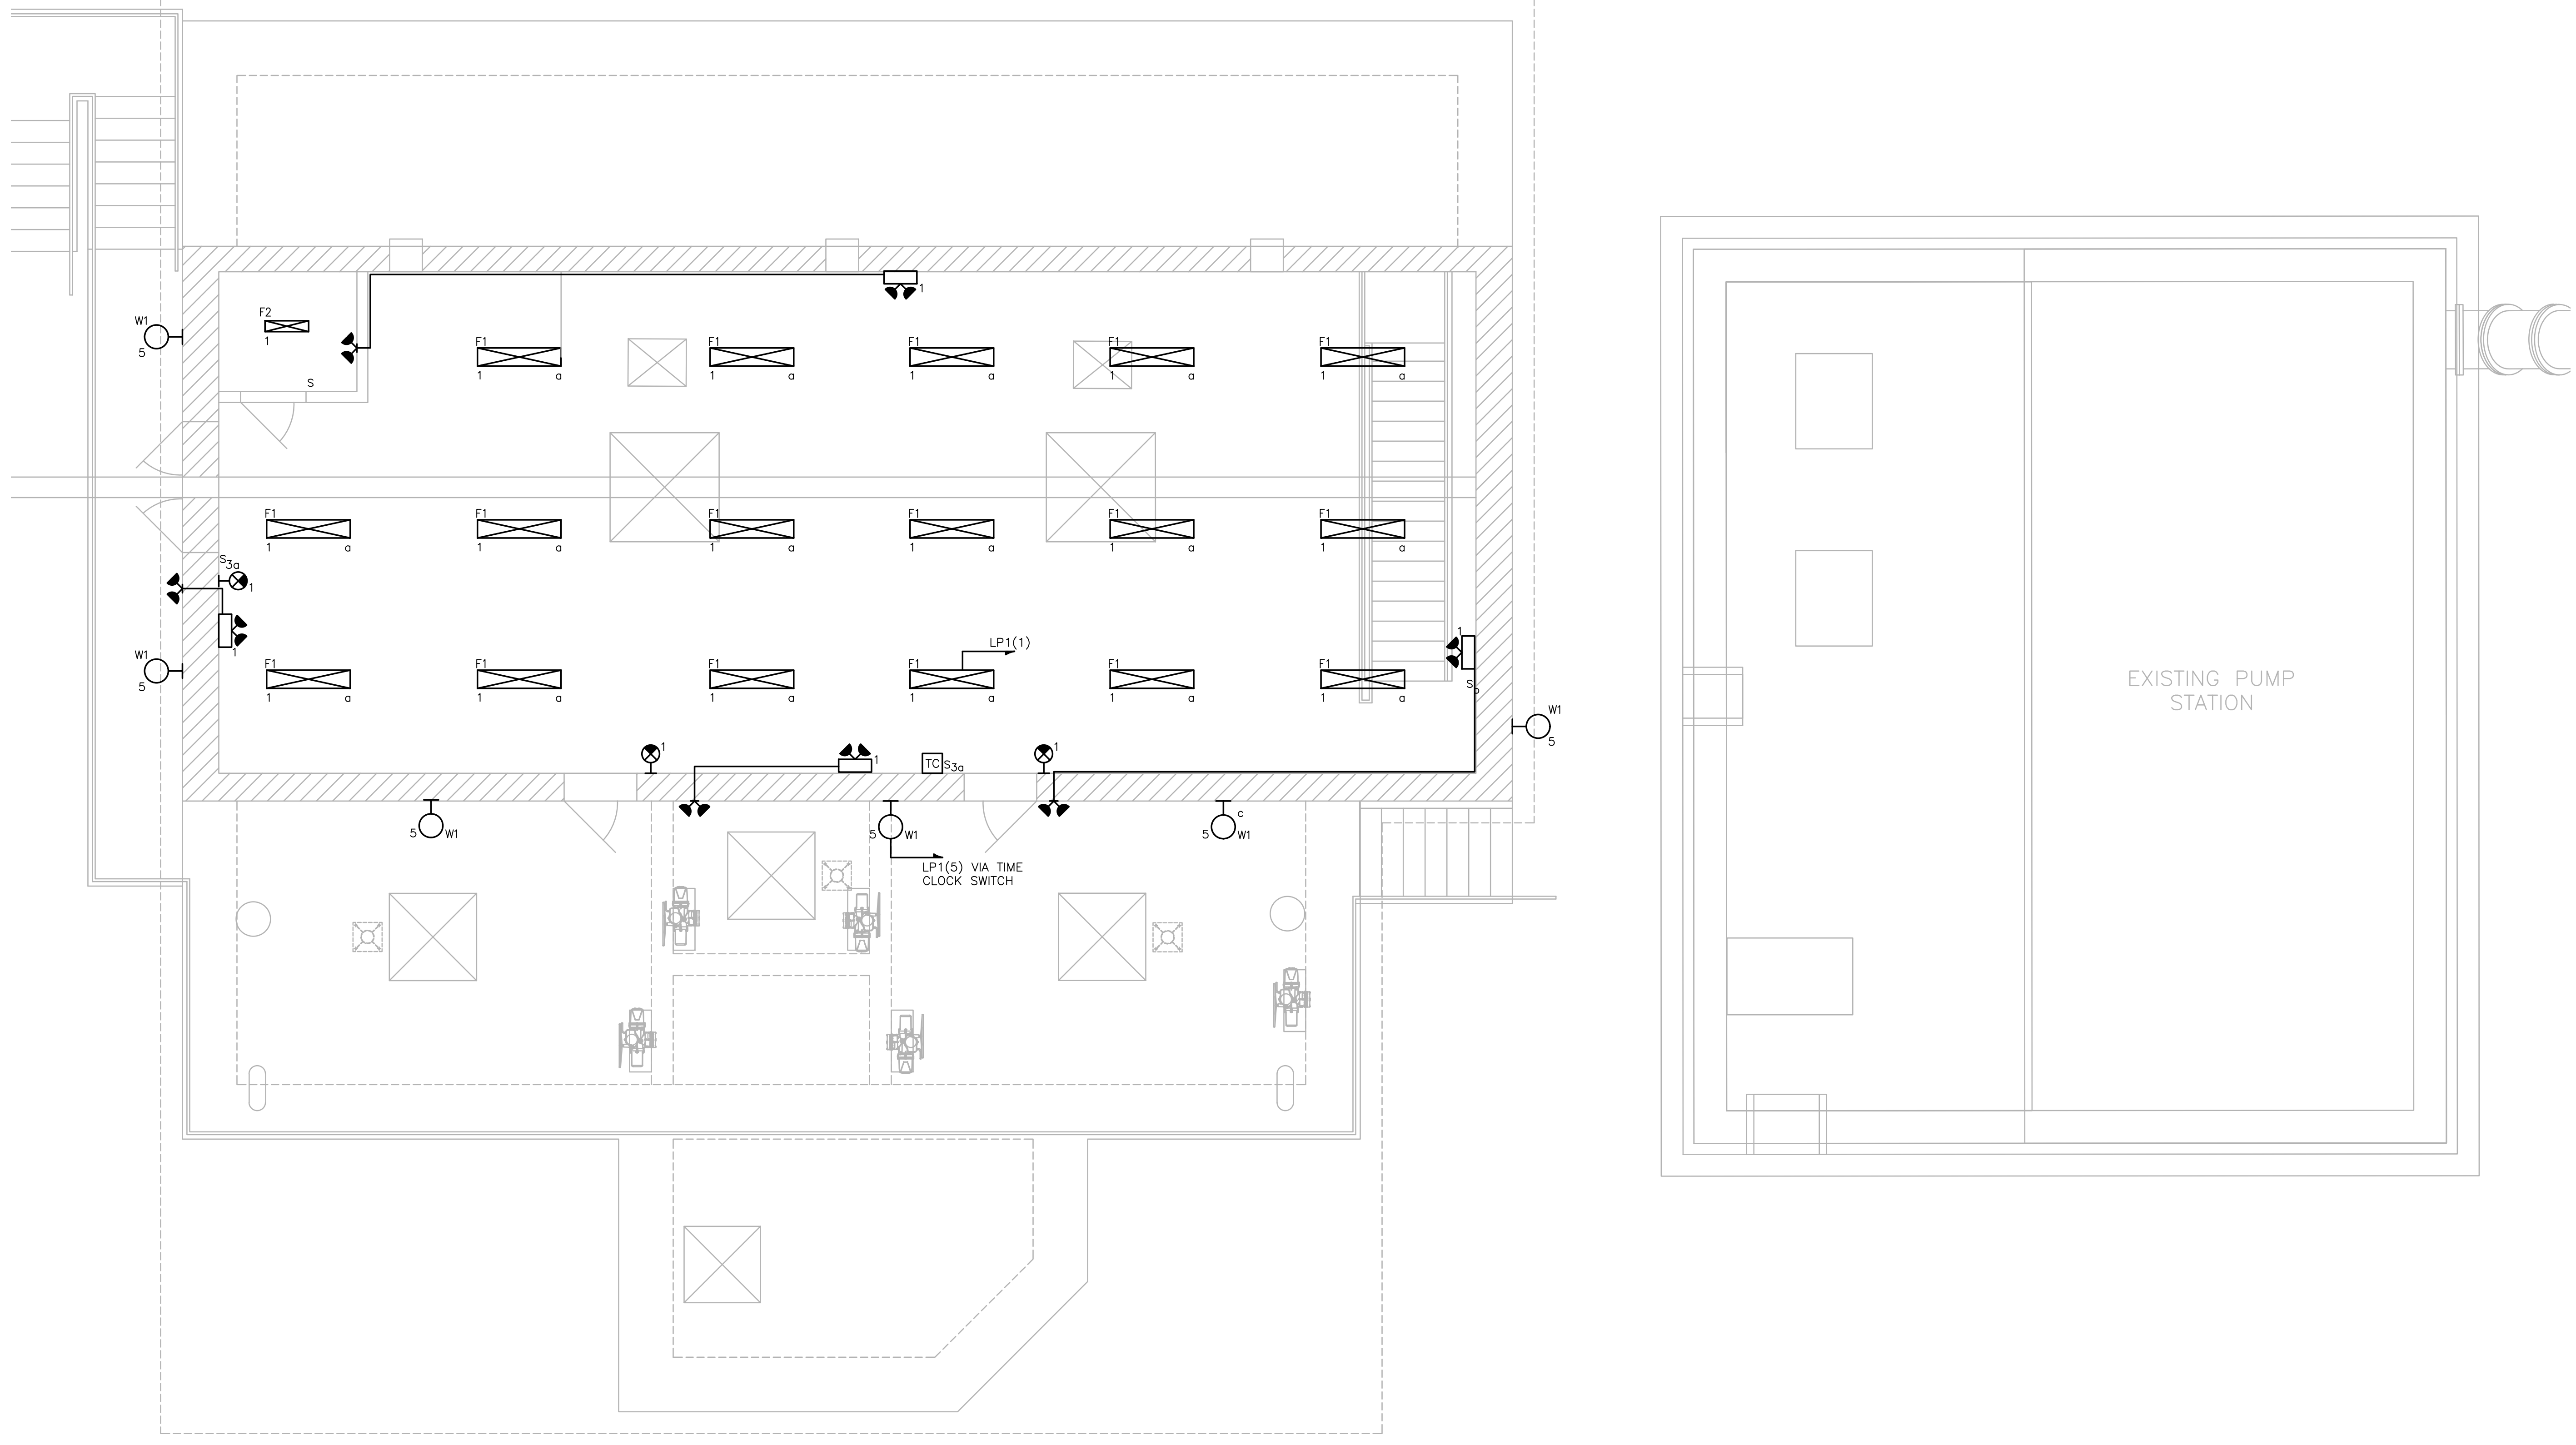 F2
W1
1
1
5
F1 F1 F1 F1 F1
1 a 1 a 1 a 1 a 1 a
S
F1 F1 F1 F1 F1 F1
1 a 1 a 1 a 1 a 1 a 1 a
S3a
1
1
1
LP1(1)
W1
5
F1 F1 F1 F1 F1 F1
1 a 1 a 1 a 1 a 1 a 1 a
Sb
EXISTING PUMP
STATION
W1
5
1
1
1
TC S3a
5 W1
5 W1
c
5 W1
LP1(5) VIA TIME
CLOCK SWITCH